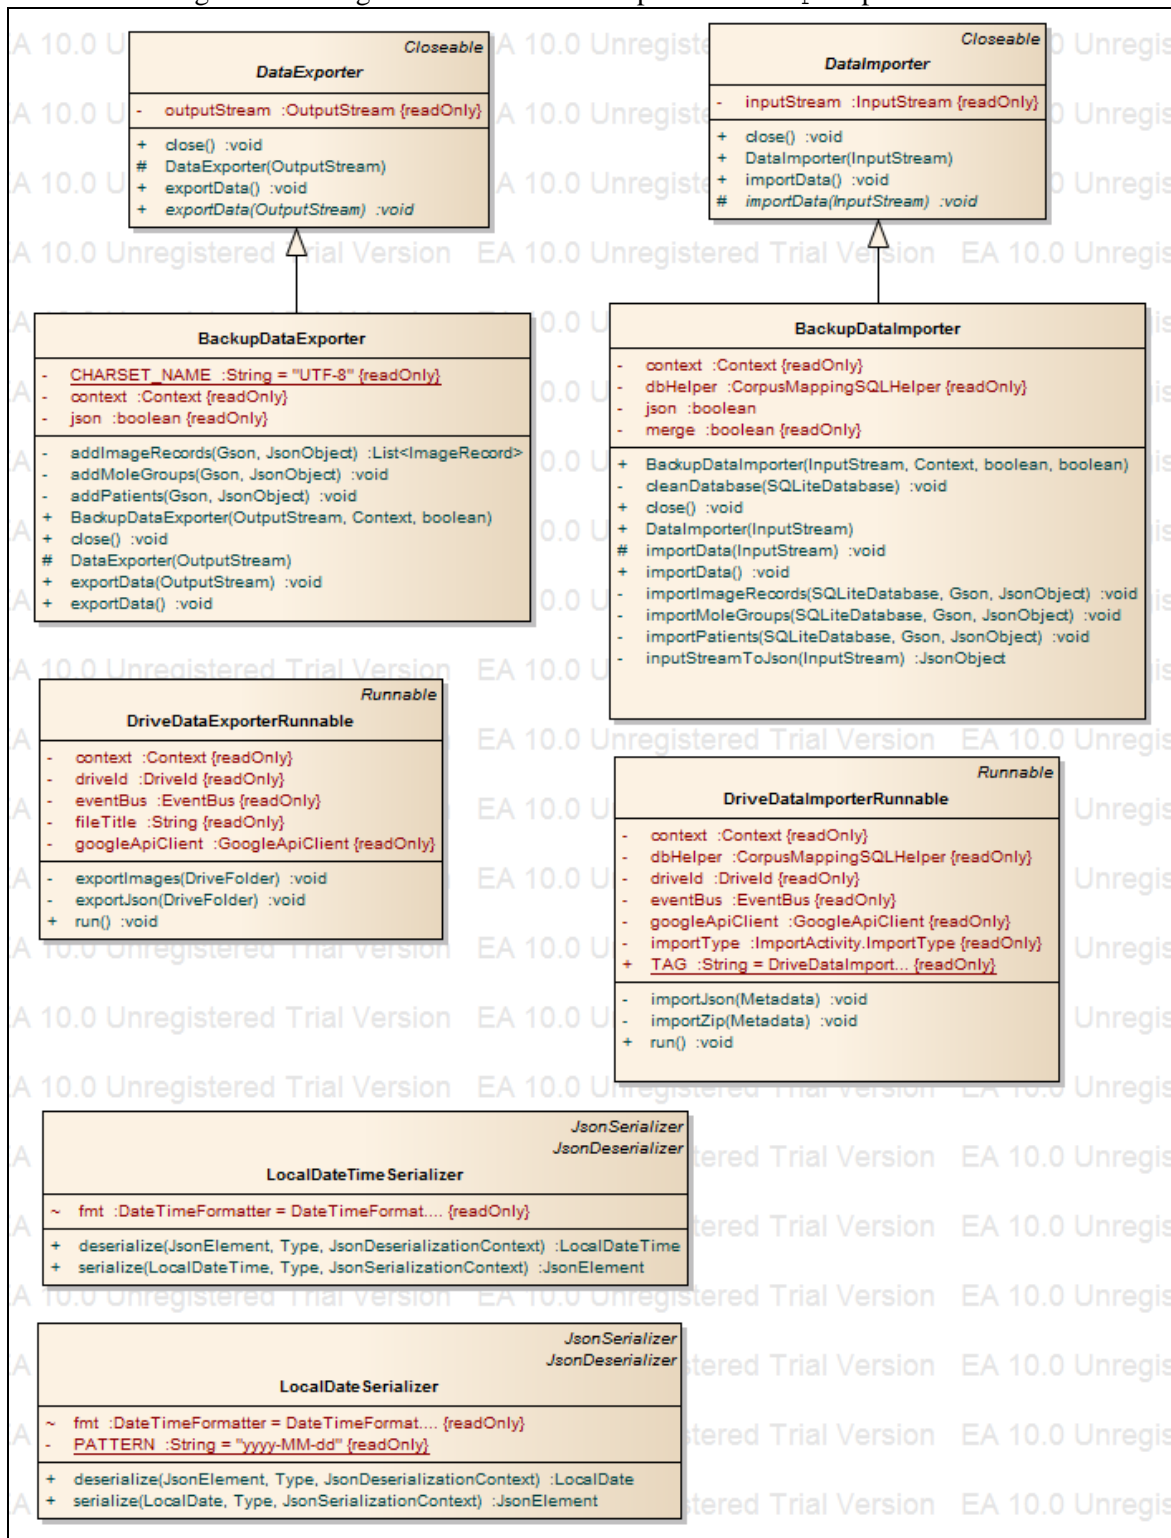 Closeable
DataExporter
- outputStream :OutputStream {readOnly}
+ close() :void
# DataExporter(OutputStream)
+ exportData() :void
+ exportData(OutputStream) :void
Closeable
DataImporter
- inputStream :InputStream {readOnly}
+ close() :void
+ DataImporter(InputStream)
+ importData() :void
# importData(InputStream) :void
BackupDataExporter
- CHARSET_NAME :String = "UTF-8" {readOnly}
- context :Context {readOnly}
- json :boolean {readOnly}
- addImageRecords(Gson, JsonObject) :List<ImageRecord>
- addMoleGroups(Gson, JsonObject) :void
- addPatients(Gson, JsonObject) :void
+ BackupDataExporter(OutputStream, Context, boolean)
+ close() :void
# DataExporter(OutputStream)
+ exportData(OutputStream) :void
+ exportData() :void
BackupDataImporter
- context :Context {readOnly}
- dbHelper :CorpusMappingSQLHelper {readOnly}
- json :boolean
- merge :boolean {readOnly}
+ BackupDataImporter(InputStream, Context, boolean, boolean)
- cleanDatabase(SQLiteDatabase) :void
+ close() :void
+ DataImporter(InputStream)
# importData(InputStream) :void
+ importData() :void
- importImageRecords(SQLiteDatabase, Gson, JsonObject) :void
- importMoleGroups(SQLiteDatabase, Gson, JsonObject) :void
- importPatients(SQLiteDatabase, Gson, JsonObject) :void
- inputStreamToJson(InputStream) :JsonObject
Runnable
DriveDataExporterRunnable
- context :Context {readOnly}
- driveId :DriveId {readOnly}
- eventBus :EventBus {readOnly}
- fileTitle :String {readOnly}
- googleApiClient :GoogleApiClient {readOnly}
- exportImages(DriveFolder) :void
- exportJson(DriveFolder) :void
+ run() :void
Runnable
DriveDataImporterRunnable
- context :Context {readOnly}
- dbHelper :CorpusMappingSQLHelper {readOnly}
- driveId :DriveId {readOnly}
- eventBus :EventBus {readOnly}
- googleApiClient :GoogleApiClient {readOnly}
- importType :ImportActivity.ImportType {readOnly}
+ TAG :String = DriveDataImport... {readOnly}
- importJson(Metadata) :void
- importZip(Metadata) :void
+ run() :void
JsonSerializer
JsonDeserializer
LocalDateTimeSerializer
~ fmt :DateTimeFormatter = DateTimeFormat.... {readOnly}
+ deserialize(JsonElement, Type, JsonDeserializationContext) :LocalDateTime
+ serialize(LocalDateTime, Type, JsonSerializationContext) :JsonElement
JsonSerializer
JsonDeserializer
LocalDateSerializer
~ fmt :DateTimeFormatter = DateTimeFormat.... {readOnly}
- PATTERN :String = "yyyy-MM-dd" {readOnly}
+ deserialize(JsonElement, Type, JsonDeserializationContext) :LocalDate
+ serialize(LocalDate, Type, JsonSerializationContext) :JsonElement